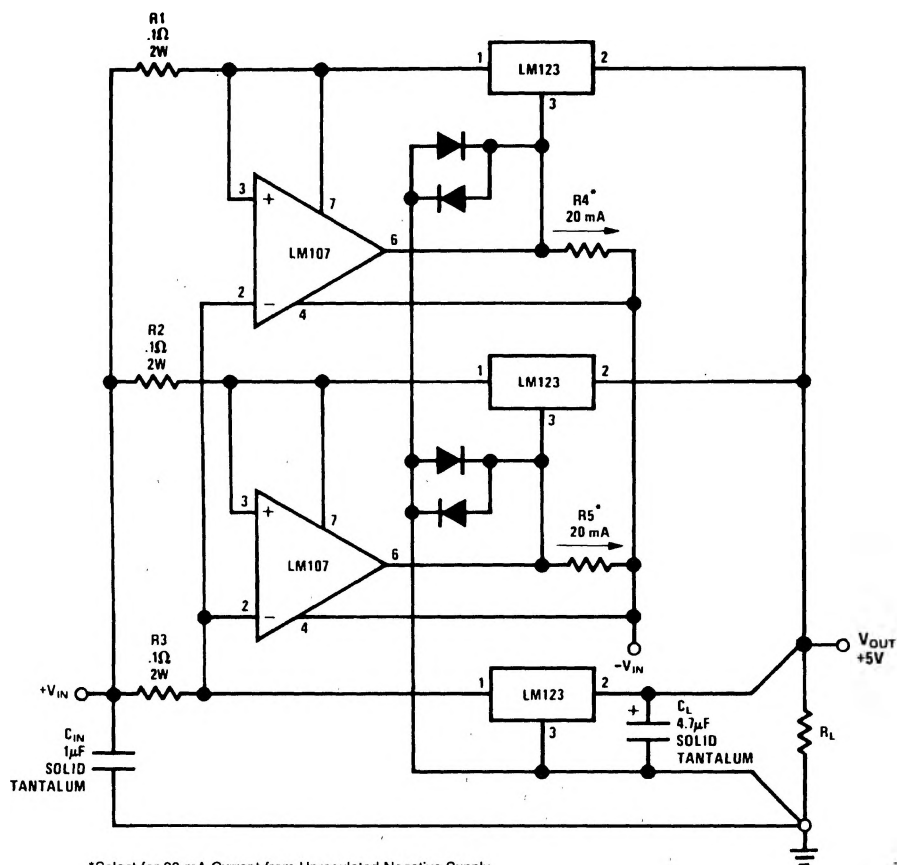 R1
.1Ω
2W
1
LM123
2
3
3
+
7
LM107
6
R4*
20 mA
2
−
4
R2
.1Ω
2W
1
LM123
2
3
3
+
7
LM107
6
R5*
20 mA
2
−
4
R3
.1Ω
2W
−VIN
VOUT
+5V
+VIN
1
LM123
2
3
+
CL
4.7μF
SOLID
TANTALUM
RL
CIN
1μF
SOLID
TANTALUM